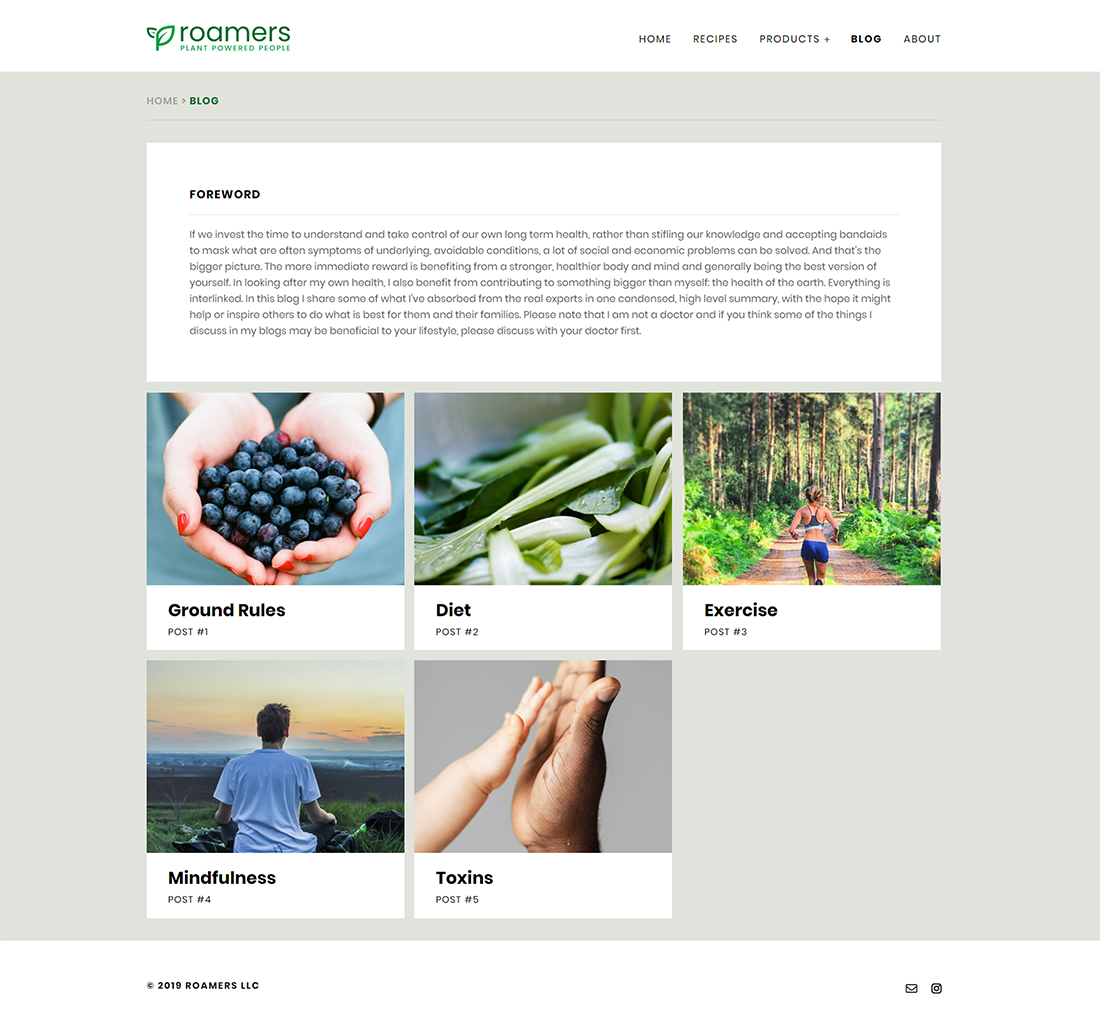 roamers
PLANT POWERED PEOPLE
HOME RECIPES PRODUCTS + BLOG ABOUT
HOME > BLOG
FOREWORD
If we invest the time to understand and take control of our own long term health, rather than stifling our knowledge and accepting bandaids
to mask what are often symptoms of underlying, avoidable conditions, a lot of social and economic problems can be solved. And that's the
bigger picture. The more immediate reward is benefiting from a stronger, healthier body and mind and generally being the best version of
yourself. In looking after my own health, I also benefit from contributing to something bigger than myself: the health of the earth. Everything is
interlinked. In this blog I share some of what I've absorbed from the real experts in one condensed, high level summary, with the hope it might
help or inspire others to do what is best for them and their families. Please note that I am not a doctor and if you think some of the things I
discuss in my blogs may be beneficial to your lifestyle, please discuss with your doctor first.
Ground Rules
POST #1
Diet
POST #2
Exercise
POST #3
Mindfulness
POST #4
Toxins
POST #5
© 2019 ROAMERS LLC